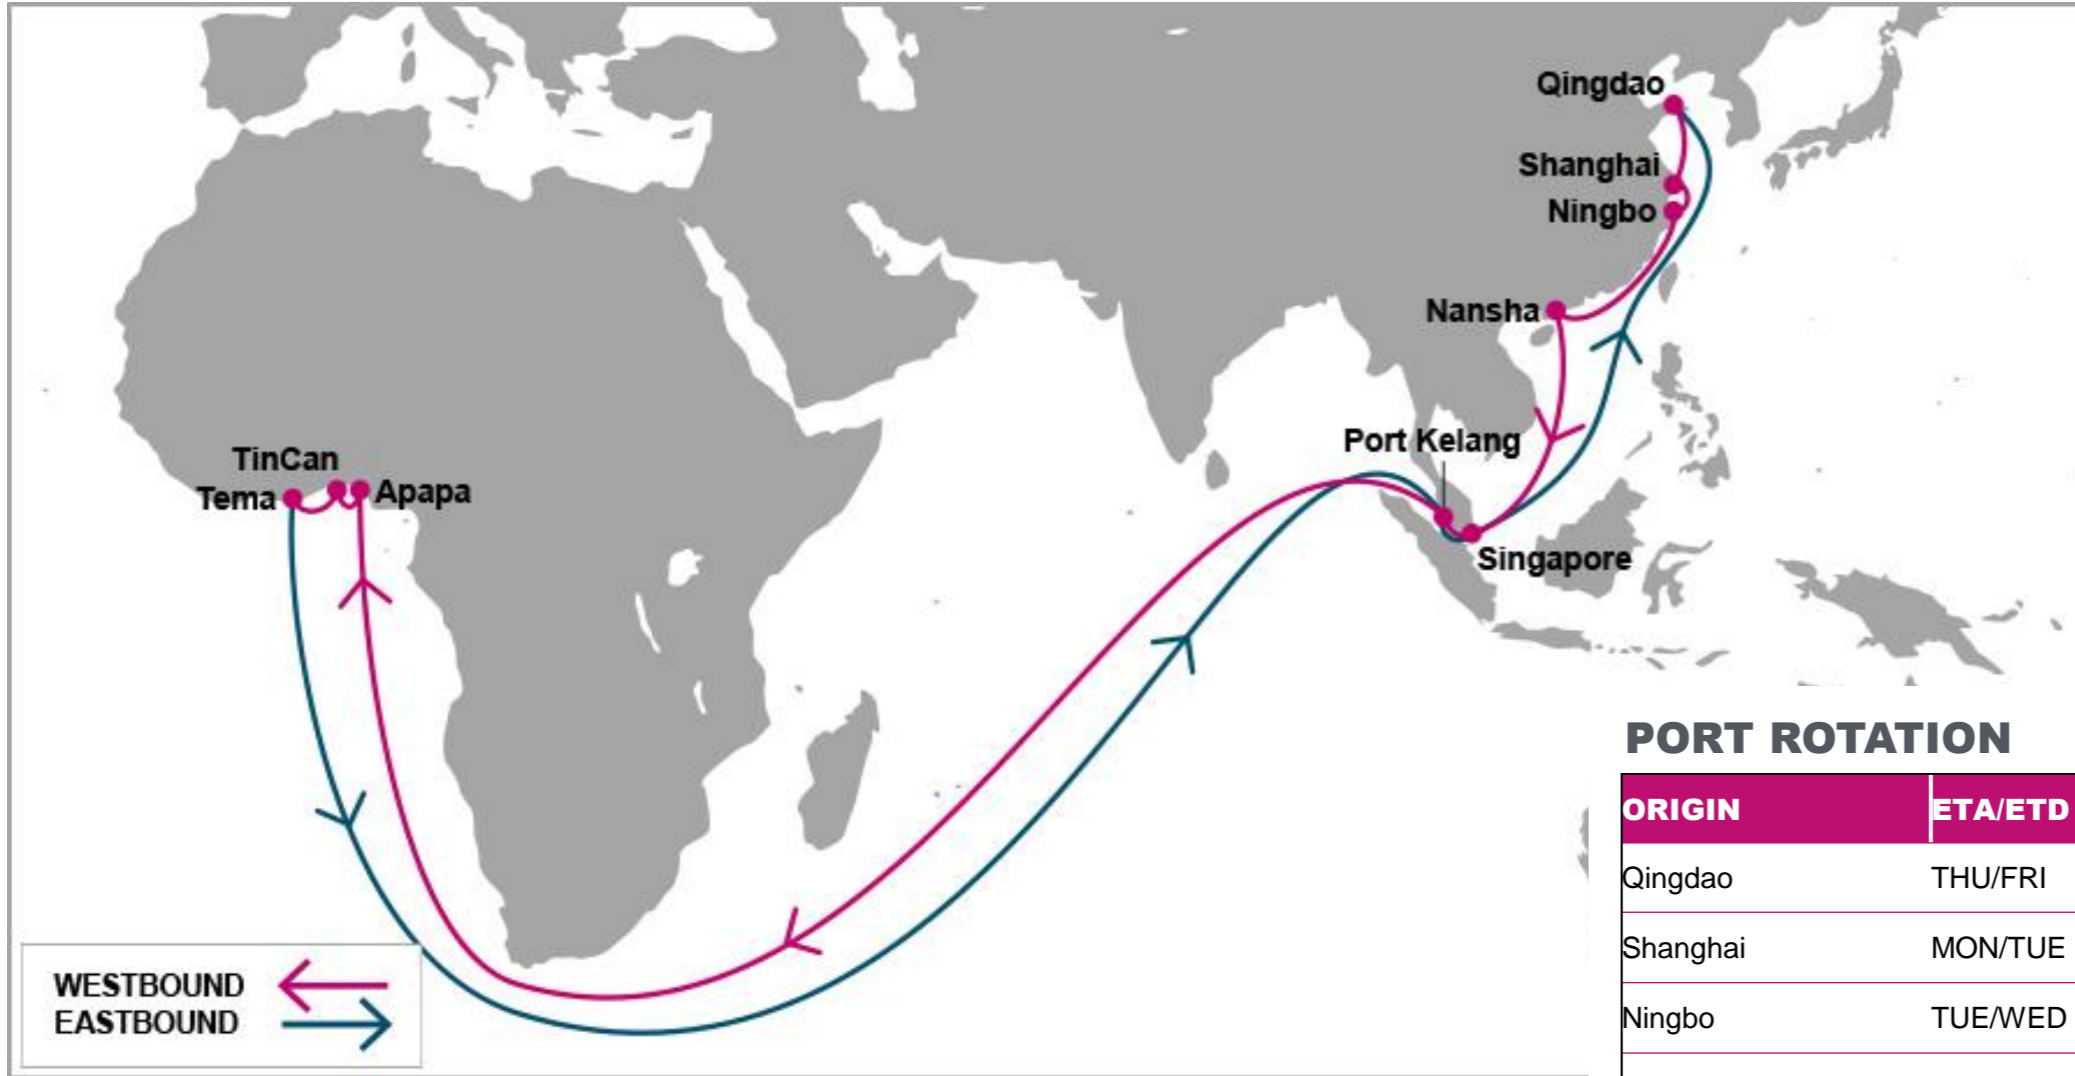 Qingdao
Shanghai
Ningbo
Nansha
Port Kelang
Singapore
TinCan
Tema
Apapa
WESTBOUND
EASTBOUND
PORT ROTATION
ORIGIN ETA/ETD
Qingdao THU/FRI
Shanghai MON/TUE
Ningbo TUE/WED